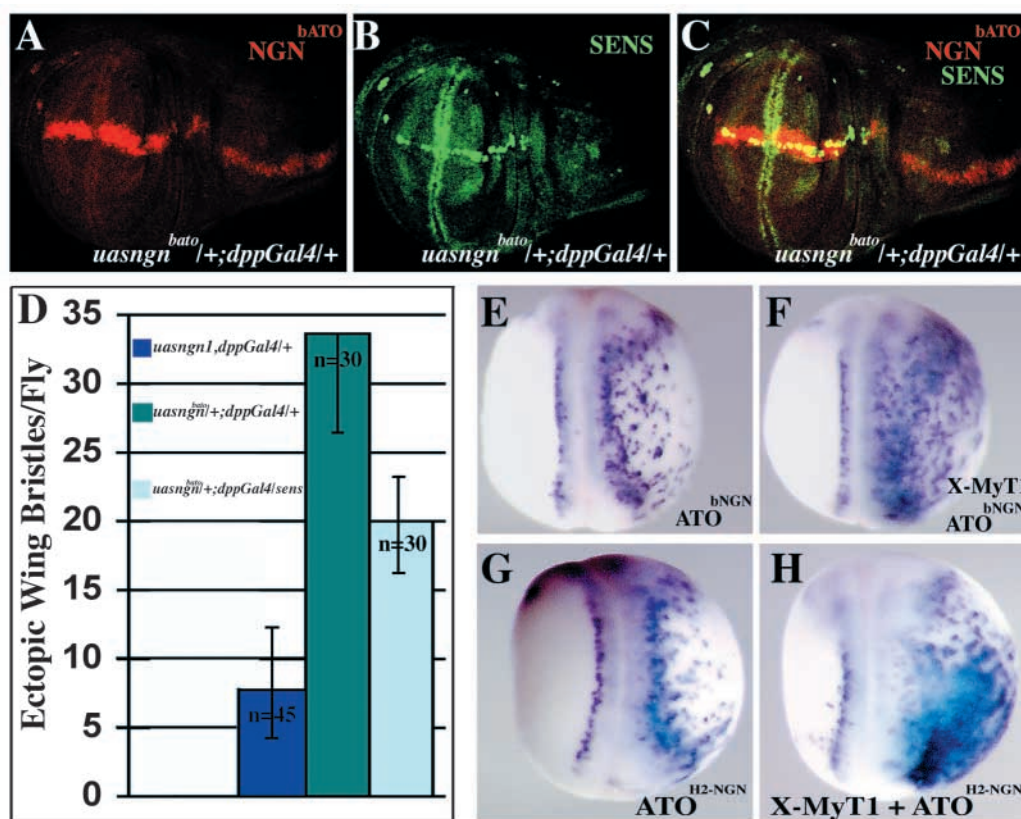 A
NGN^bATO
uasngn^bato/+;dppGal4/+
B
SENS
uasngn^bato/+;dppGal4/+
C
NGN^bATO
SENS
uasngn^bato/+;dppGal4/+
D
Ectopic Wing Bristles/Fly
35
30
25
20
15
10
5
0
uasngn1,dppGal4/+
uasngn^bato/+;dppGal4/+
uasngn^bato/+;dppGal4/sens
n=45
n=30
n=30
E
ATO^bNGN
F
X-MyT1
ATO^bNGN
G
ATO^H2-NGN
H
X-MyT1 + ATO^H2-NGN